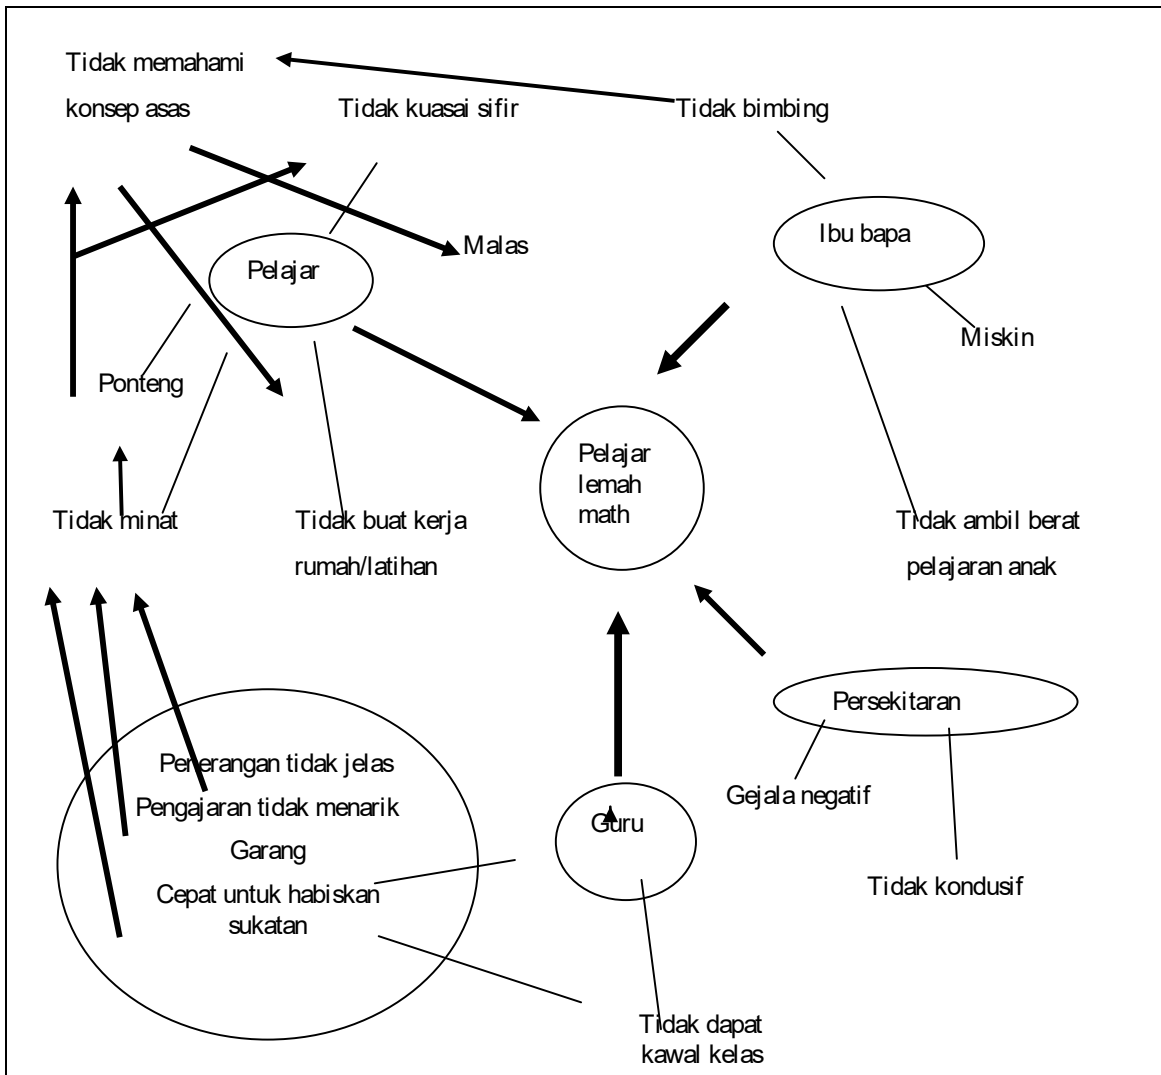 Tidak memahami
konsep asas
Tidak kuasai sifir
Tidak bimbing
Ibu bapa
Malas
Pelajar
Miskin
Ponteng
Pelajar
lemah
math
Tidak minat
Tidak buat kerja
rumah/latihan
Tidak ambil berat
pelajaran anak
Persekitaran
Penerangan tidak jelas
Pengajaran tidak menarik
Garang
Cepat untuk habiskan
sukatan
Gejala negatif
Guru
Tidak kondusif
Tidak dapat
kawal kelas